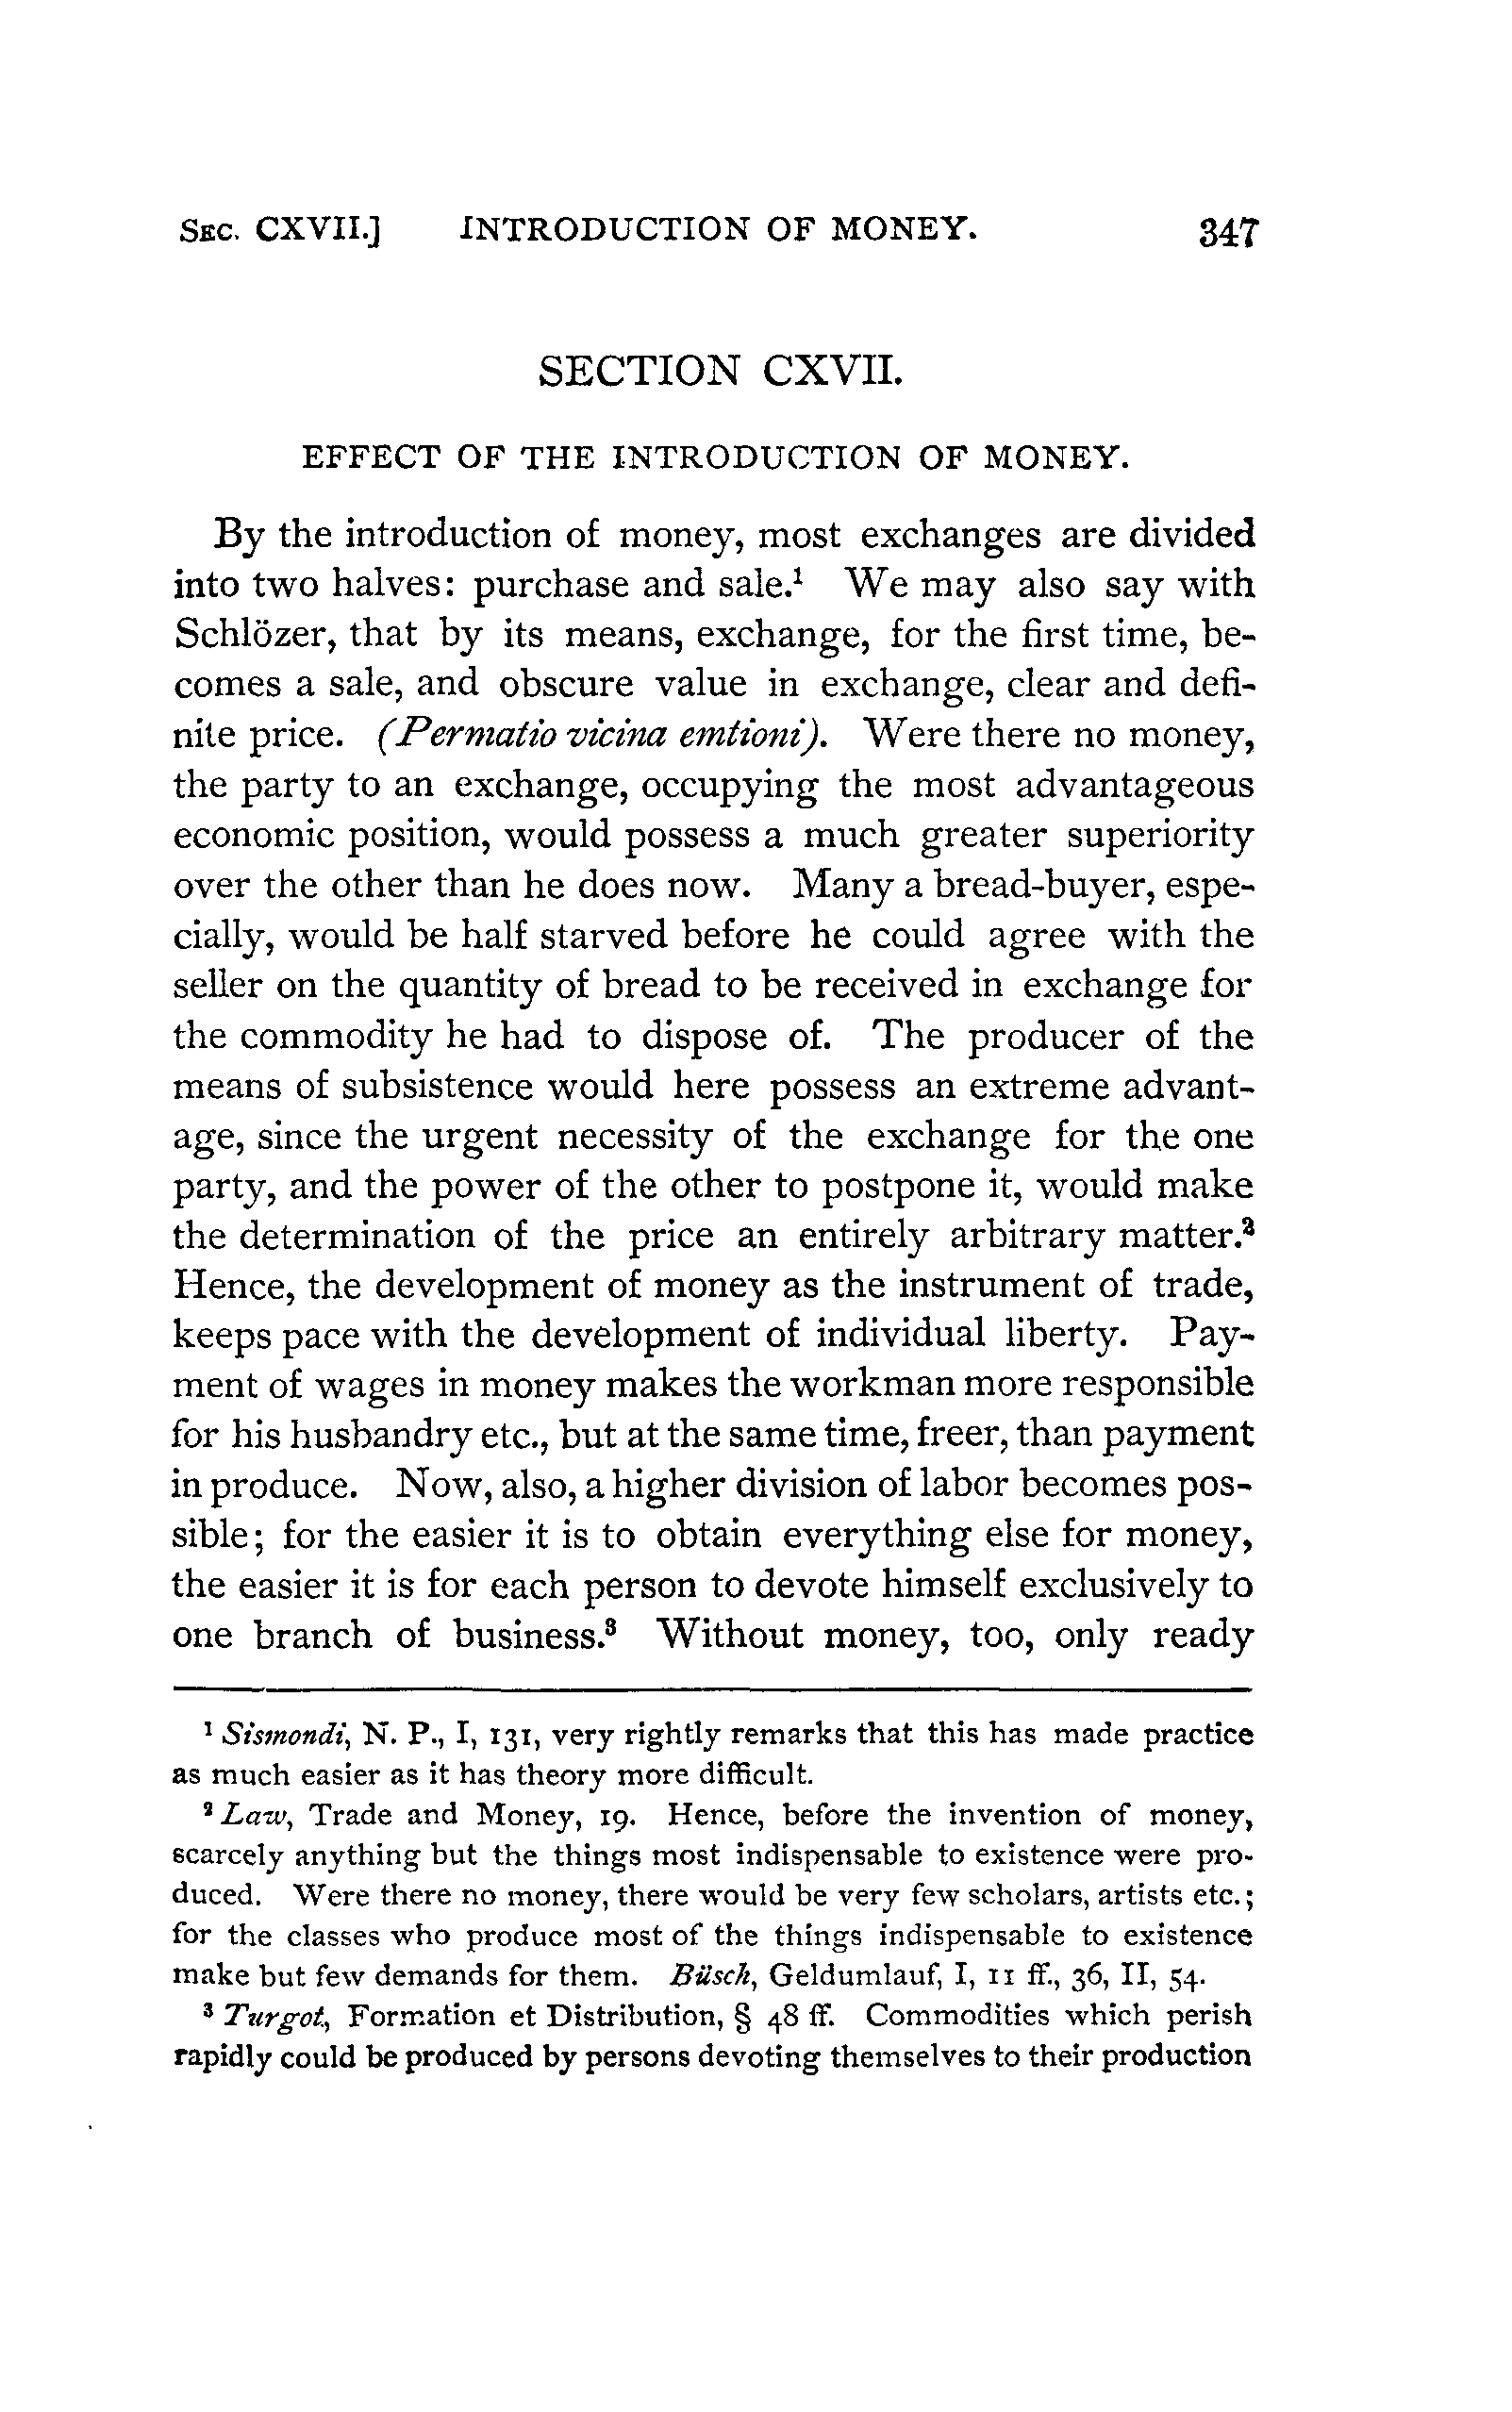 SEC. CXVII.] INTRODUCTION OF MONEY. 347
SECTION CXVII.
EFFECT OF THE INTRODUCTION OF MONEY.
By the introduction of money, most exchanges are divided
into two halves: purchase and sale.¹ We may also say with
Schlözer, that by its means, exchange, for the first time, be-
comes a sale, and obscure value in exchange, clear and defi-
nite price. (Permatio vicina emtioni). Were there no money,
the party to an exchange, occupying the most advantageous
economic position, would possess a much greater superiority
over the other than he does now. Many a bread-buyer, espe-
cially, would be half starved before he could agree with the
seller on the quantity of bread to be received in exchange for
the commodity he had to dispose of. The producer of the
means of subsistence would here possess an extreme advant-
age, since the urgent necessity of the exchange for the one
party, and the power of the other to postpone it, would make
the determination of the price an entirely arbitrary matter.²
Hence, the development of money as the instrument of trade,
keeps pace with the development of individual liberty. Pay-
ment of wages in money makes the workman more responsible
for his husbandry etc., but at the same time, freer, than payment
in produce. Now, also, a higher division of labor becomes pos-
sible; for the easier it is to obtain everything else for money,
the easier it is for each person to devote himself exclusively to
one branch of business.³ Without money, too, only ready
¹ Sismondi, N. P., I, 131, very rightly remarks that this has made practice
as much easier as it has theory more difficult.
² Law, Trade and Money, 19. Hence, before the invention of money,
scarcely anything but the things most indispensable to existence were pro-
duced. Were there no money, there would be very few scholars, artists etc.;
for the classes who produce most of the things indispensable to existence
make but few demands for them. Büsch, Geldumlauf, I, 11 ff., 36, II, 54.
³ Turgot, Formation et Distribution, § 48 ff. Commodities which perish
rapidly could be produced by persons devoting themselves to their production